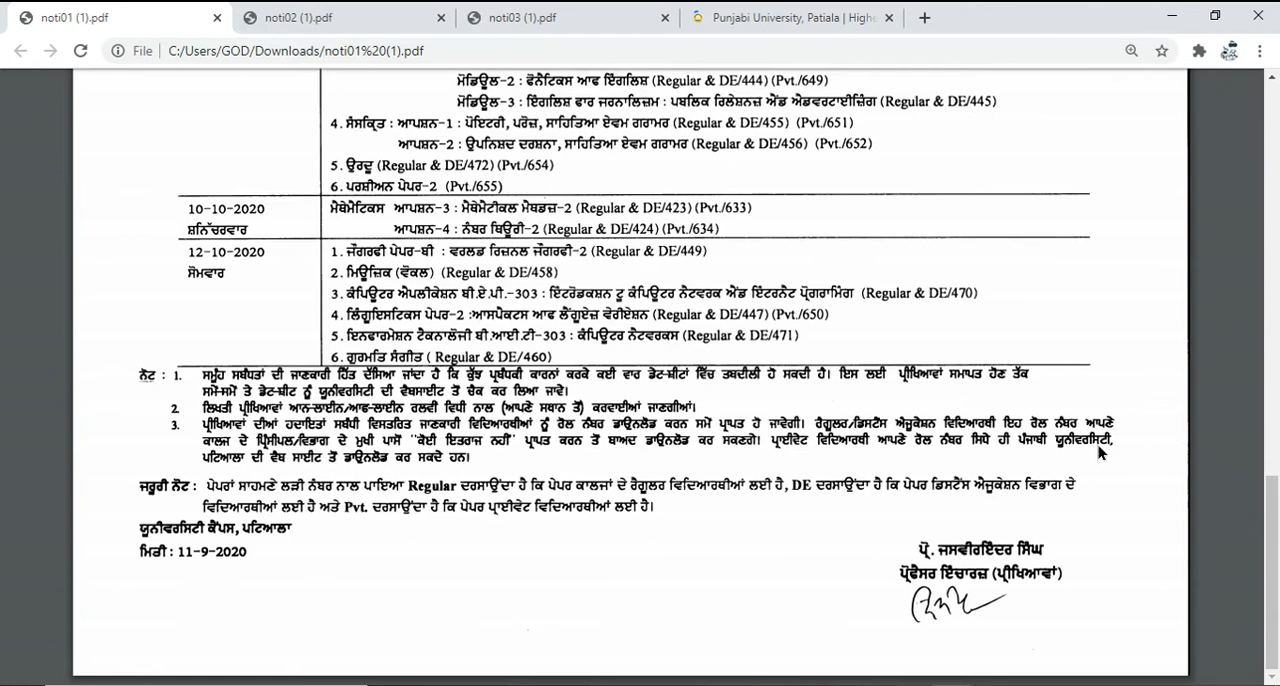 noti01 (1).pdf
noti02 (1).pdf
noti03 (1).pdf
Punjabi University, Patiala | Highe
File | C:/Users/GOD/Downloads/noti01%20(1).pdf
ਮੋਡਿਊਲ-2 : ਫੋਨੈਟਿਕਸ ਆਫ ਇੰਗਲਿਸ਼ (Regular & DE/444) (Pvt./649)
ਮੋਡਿਊਲ-3 : ਇੰਗਲਿਸ਼ ਫਾਰ ਜਰਨਾਲਿਜ਼ਮ : ਪਬਲਿਕ ਰਿਲੇਸ਼ਨਜ਼ ਐਂਡ ਐਡਵਰਟਾਈਜ਼ਿੰਗ (Regular & DE/445)
4. ਸੰਸਕ੍ਰਿਤ : ਆਪਸ਼ਨ-1 : ਪੋਇਟਰੀ, ਪਰੋਜ਼, ਸਾਹਿਤਿਆ ਏਵਮ ਗਰਾਮਰ (Regular & DE/455) (Pvt./651)
ਆਪਸ਼ਨ-2 : ਉਪਨਿਸ਼ਦ ਦਰਸ਼ਨਾ, ਸਾਹਿਤਿਆ ਏਵਮ ਗਰਾਮਰ (Regular & DE/456) (Pvt./652)
5. ਉਰਦੂ (Regular & DE/472) (Pvt./654)
6. ਪਰਸ਼ੀਅਨ ਪੇਪਰ-2 (Pvt./655)
10-10-2020 ਮੈਥੇਮੈਟਿਕਸ ਆਪਸ਼ਨ-3 : ਮੈਥੇਮੈਟੀਕਲ ਮੈਥਡਜ਼-2 (Regular & DE/423) (Pvt./633)
ਸ਼ਨਿੱਚਰਵਾਰ ਆਪਸ਼ਨ-4 : ਨੰਬਰ ਥਿਊਰੀ-2 (Regular & DE/424) (Pvt./634)
12-10-2020 1. ਜੌਗਰਫੀ ਪੇਪਰ-ਬੀ : ਵਰਲਡ ਰਿਜ਼ਨਲ ਜੌਗਰਫੀ-2 (Regular & DE/449)
ਸੋਮਵਾਰ 2. ਮਿਊਜ਼ਿਕ (ਵੋਕਲ) (Regular & DE/458)
3. ਕੰਪਿਊਟਰ ਐਪਲੀਕੇਸ਼ਨ ਬੀ.ਏ.ਪੀ.-303 : ਇੰਟਰੋਡਕਸ਼ਨ ਟੂ ਕੰਪਿਊਟਰ ਨੈਟਵਰਕ ਐਂਡ ਇੰਟਰਨੈਟ ਪ੍ਰੋਗਰਾਮਿੰਗ (Regular & DE/470)
4. ਲਿੰਗੂਇਸਟਿਕਸ ਪੇਪਰ-2 :ਆਸਪੈਕਟਸ ਆਫ ਲੈਂਗੂਏਜ਼ ਵੇਰੀਏਸ਼ਨ (Regular & DE/447) (Pvt./650)
5. ਇਨਫਾਰਮੇਸ਼ਨ ਟੈਕਨਾਲੋਜੀ ਬੀ.ਆਈ.ਟੀ-303 : ਕੰਪਿਊਟਰ ਨੈਟਵਰਕਸ (Regular & DE/471)
6. ਗੁਰਮਤਿ ਸੰਗੀਤ ( Regular & DE/460)
ਨੋਟ : 1. ਸਮੂੰਹ ਸਬੰਧਤਾਂ ਦੀ ਜਾਣਕਾਰੀ ਹਿੱਤ ਦੱਸਿਆ ਜਾਂਦਾ ਹੈ ਕਿ ਕੁੱਝ ਪ੍ਰਬੰਧਕੀ ਕਾਰਨਾਂ ਕਰਕੇ ਕਈ ਵਾਰ ਡੇਟ-ਸ਼ੀਟਾਂ ਵਿੱਚ ਤਬਦੀਲੀ ਹੋ ਸਕਦੀ ਹੈ। ਇਸ ਲਈ ਪ੍ਰੀਖਿਆਵਾਂ ਸਮਾਪਤ ਹੋਣ ਤੱਕ
ਸਮੇਂ-ਸਮੇਂ ਤੇ ਡੇਟ-ਸ਼ੀਟ ਨੂੰ ਯੂਨੀਵਰਸਿਟੀ ਦੀ ਵੈਬਸਾਈਟ ਤੋਂ ਚੈਕ ਕਰ ਲਿਆ ਜਾਵੇ।
2. ਲਿਖਤੀ ਪ੍ਰੀਖਿਆਵਾਂ ਆਨ-ਲਾਈਨ/ਆਫ-ਲਾਈਨ ਰਲਵੀ ਵਿਧੀ ਨਾਲ (ਆਪਣੇ ਸਥਾਨ ਤੋਂ) ਕਰਵਾਈਆਂ ਜਾਣਗੀਆਂ।
3. ਪ੍ਰੀਖਿਆਵਾਂ ਦੀਆਂ ਹਦਾਇਤਾਂ ਸਬੰਧੀ ਵਿਸਤਰਿਤ ਜਾਣਕਾਰੀ ਵਿਦਿਆਰਥੀਆਂ ਨੂੰ ਰੋਲ ਨੰਬਰ ਡਾਊਨਲੋਡ ਕਰਨ ਸਮੇਂ ਪ੍ਰਾਪਤ ਹੋ ਜਾਵੇਗੀ। ਰੈਗੂਲਰ/ਡਿਸਟੈਂਸ ਐਜੂਕੇਸ਼ਨ ਵਿਦਿਆਰਥੀ ਇਹ ਰੋਲ ਨੰਬਰ ਆਪਣੇ
ਕਾਲਜ ਦੇ ਪ੍ਰਿੰਸੀਪਲ/ਵਿਭਾਗ ਦੇ ਮੁਖੀ ਪਾਸੋਂ "ਕੋਈ ਇਤਰਾਜ ਨਹੀਂ" ਪ੍ਰਾਪਤ ਕਰਨ ਤੋਂ ਬਾਅਦ ਡਾਊਨਲੋਡ ਕਰ ਸਕਣਗੇ। ਪ੍ਰਾਈਵੇਟ ਵਿਦਿਆਰਥੀ ਆਪਣੇ ਰੋਲ ਨੰਬਰ ਸਿਧੇ ਹੀ ਪੰਜਾਬੀ ਯੂਨੀਵਰਸਿਟੀ,
ਪਟਿਆਲਾ ਦੀ ਵੈਬ ਸਾਈਟ ਤੋਂ ਡਾਊਨਲੋਡ ਕਰ ਸਕਦੇ ਹਨ।
ਜਰੂਰੀ ਨੋਟ : ਪੇਪਰਾਂ ਸਾਹਮਣੇ ਲੜੀ ਨੰਬਰ ਨਾਲ ਪਾਇਆ Regular ਦਰਸਾਉਂਦਾ ਹੈ ਕਿ ਪੇਪਰ ਕਾਲਜਾਂ ਦੇ ਰੈਗੂਲਰ ਵਿਦਿਆਰਥੀਆਂ ਲਈ ਹੈ, DE ਦਰਸਾਉਂਦਾ ਹੈ ਕਿ ਪੇਪਰ ਡਿਸਟੈਂਸ ਐਜੂਕੇਸ਼ਨ ਵਿਭਾਗ ਦੇ
ਵਿਦਿਆਰਥੀਆਂ ਲਈ ਹੈ ਅਤੇ Pvt. ਦਰਸਾਉਂਦਾ ਹੈ ਕਿ ਪੇਪਰ ਪ੍ਰਾਈਵੇਟ ਵਿਦਿਆਰਥੀਆਂ ਲਈ ਹੈ।
ਯੂਨੀਵਰਸਿਟੀ ਕੈਂਪਸ, ਪਟਿਆਲਾ
ਮਿਤੀ : 11-9-2020
ਪ੍ਰੋ. ਜਸਵੀਰਇੰਦਰ ਸਿੰਘ
ਪ੍ਰੋਫੈਸਰ ਇੰਚਾਰਜ਼ (ਪ੍ਰੀਖਿਆਵਾਂ)